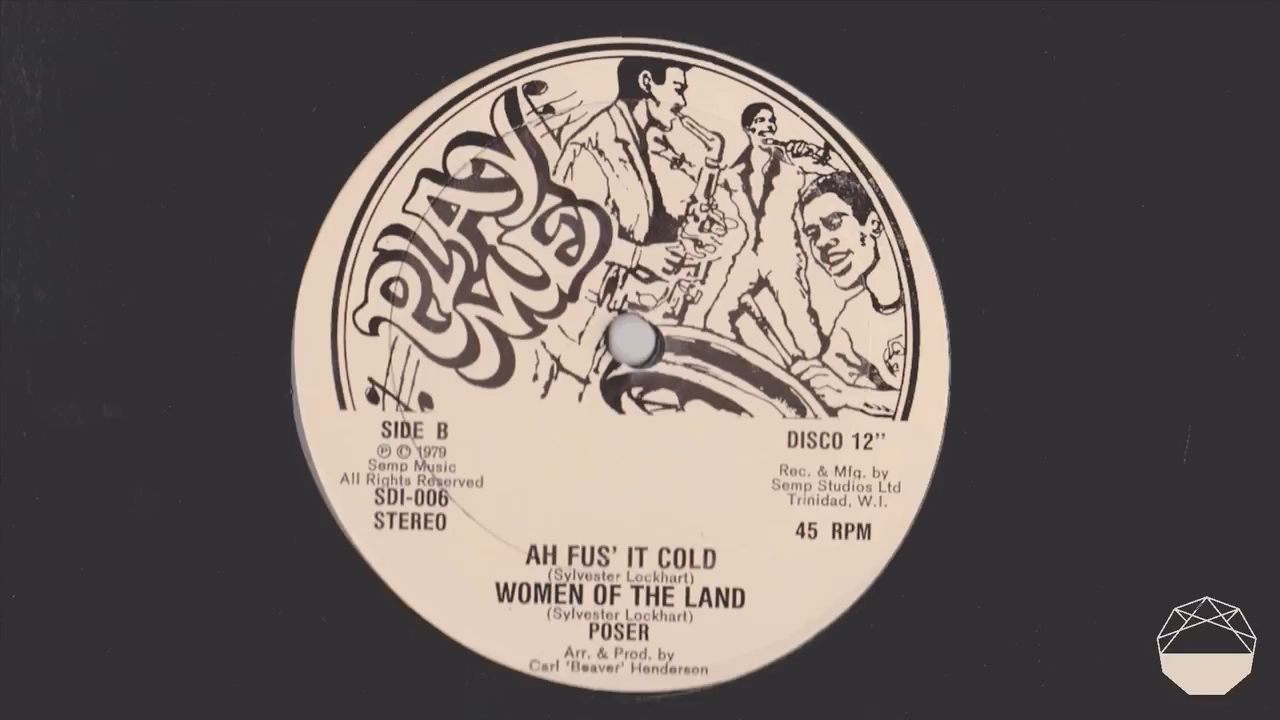 PLAY
SIDE B
℗ © 1979
Semp Music
All Rights Reserved
SDI-006
STEREO
DISCO 12”
Rec. & Mfg. by
Semp Studios Ltd
Trinidad, W.I.
45 RPM
AH FUS' IT COLD
(Sylvester Lockhart)
WOMEN OF THE LAND
(Sylvester Lockhart)
POSER
Arr. & Prod. by
Carl 'Beaver' Henderson